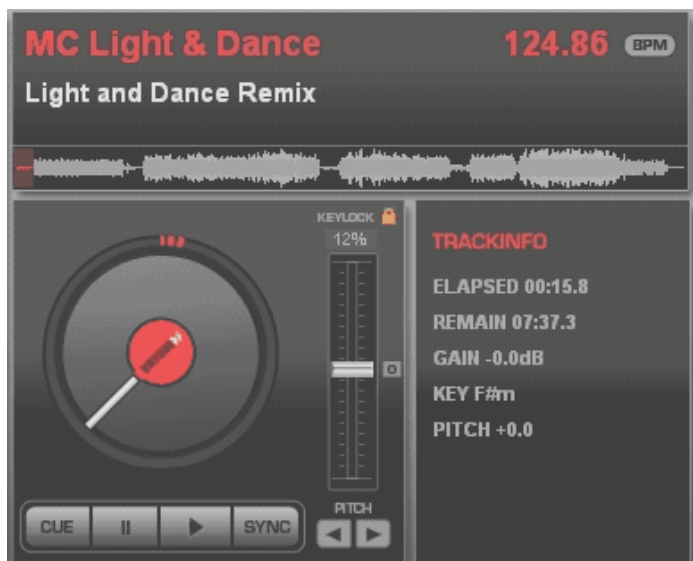 MC Light & Dance 124.86 BPM
Light and Dance Remix
KEYLOCK
12%
TRACKINFO
ELAPSED 00:15.8
REMAIN 07:37.3
GAIN -0.0dB
KEY F#m
PITCH +0.0
CUE SYNC
PITCH